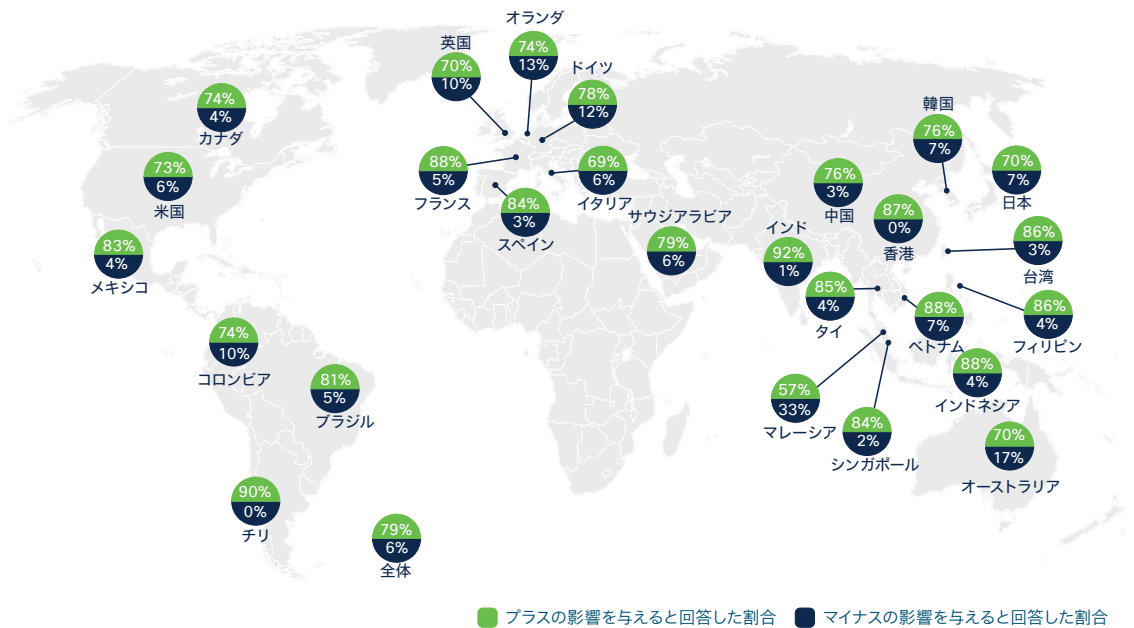 オランダ
74%
13%
英国
70%
10%
ドイツ
78%
12%
74%
4%
カナダ
韓国
76%
7%
73%
6%
米国
88%
5%
フランス
69%
6%
イタリア
84%
3%
スペイン
サウジアラビア
79%
6%
76%
3%
中国
70%
7%
日本
87%
0%
香港
インド
92%
1%
86%
3%
台湾
83%
4%
メキシコ
85%
4%
タイ
88%
7%
ベトナム
86%
4%
フィリピン
74%
10%
コロンビア
81%
5%
ブラジル
88%
4%
インドネシア
57%
33%
マレーシア
84%
2%
シンガポール
70%
17%
オーストラリア
90%
0%
チリ
79%
6%
全体
プラスの影響を与えると回答した割合
マイナスの影響を与えると回答した割合